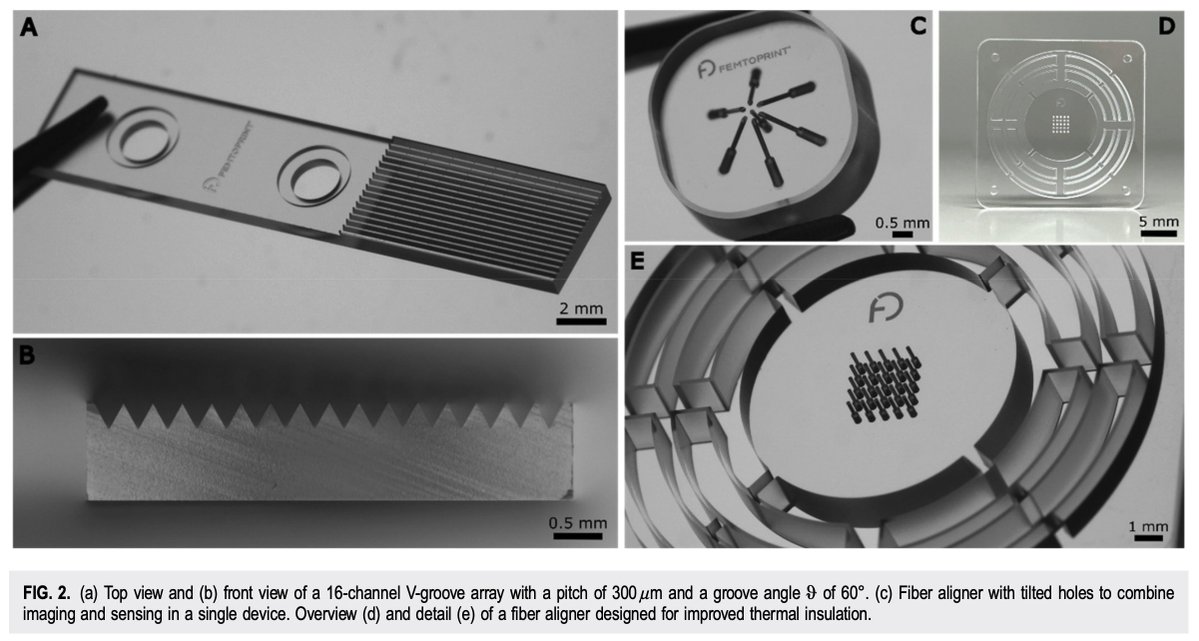 A
FEMTOPRINT
2 mm
B
0.5 mm
C
FEMTOPRINT
0.5 mm
D
5 mm
E
1 mm
FIG. 2. (a) Top view and (b) front view of a 16-channel V-groove array with a pitch of 300 μm and a groove angle ϑ of 60°. (c) Fiber aligner with tilted holes to combine
imaging and sensing in a single device. Overview (d) and detail (e) of a fiber aligner designed for improved thermal insulation.